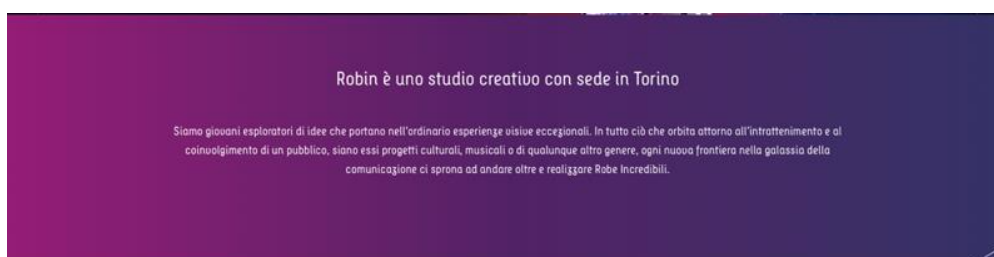 Robin è uno studio creativo con sede in Torino
Siamo giovani esploratori di idee che portano nell'ordinario esperienze visive eccezionali. In tutto ciò che orbita attorno all'intrattenimento e al
coinvolgimento di un pubblico, siano essi progetti culturali, musicali o di qualunque altro genere, ogni nuova frontiera nella galassia della
comunicazione ci sprona ad andare oltre e realizzare Robe Incredibili.